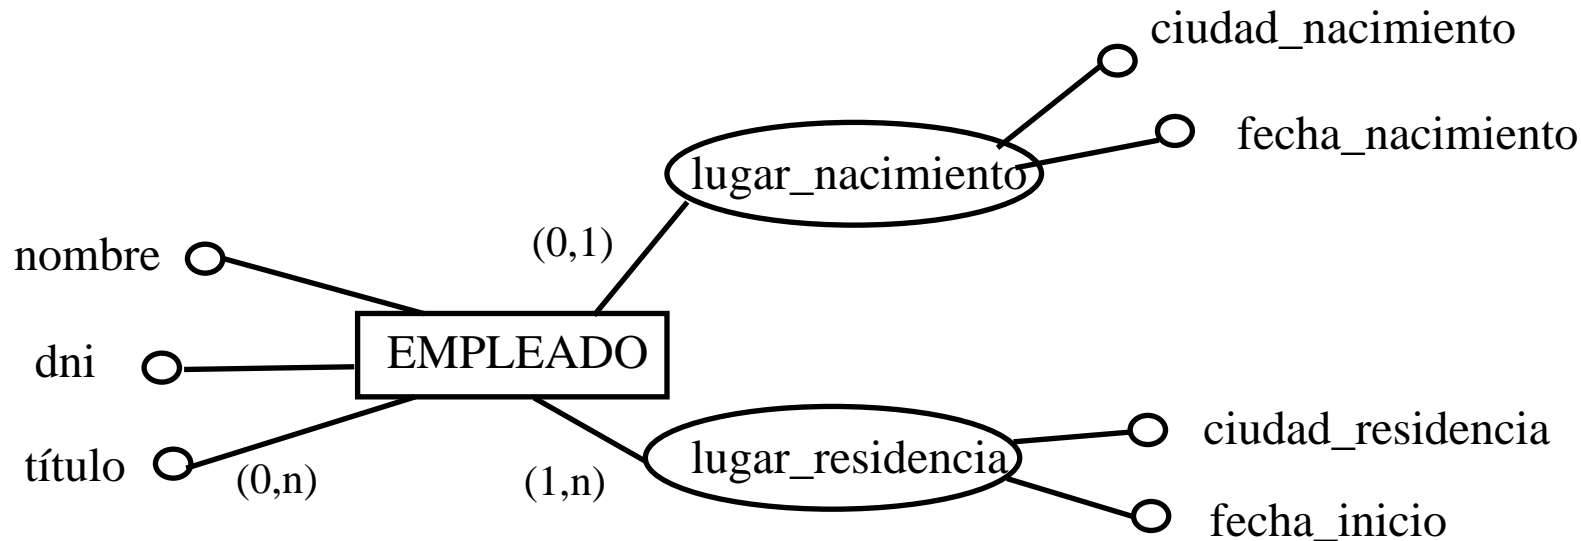 ciudad_nacimiento
fecha_nacimiento
lugar_nacimiento
(0,1)
nombre
EMPLEADO
dni
título
(0,n)
(1,n)
lugar_residencia
ciudad_residencia
fecha_inicio